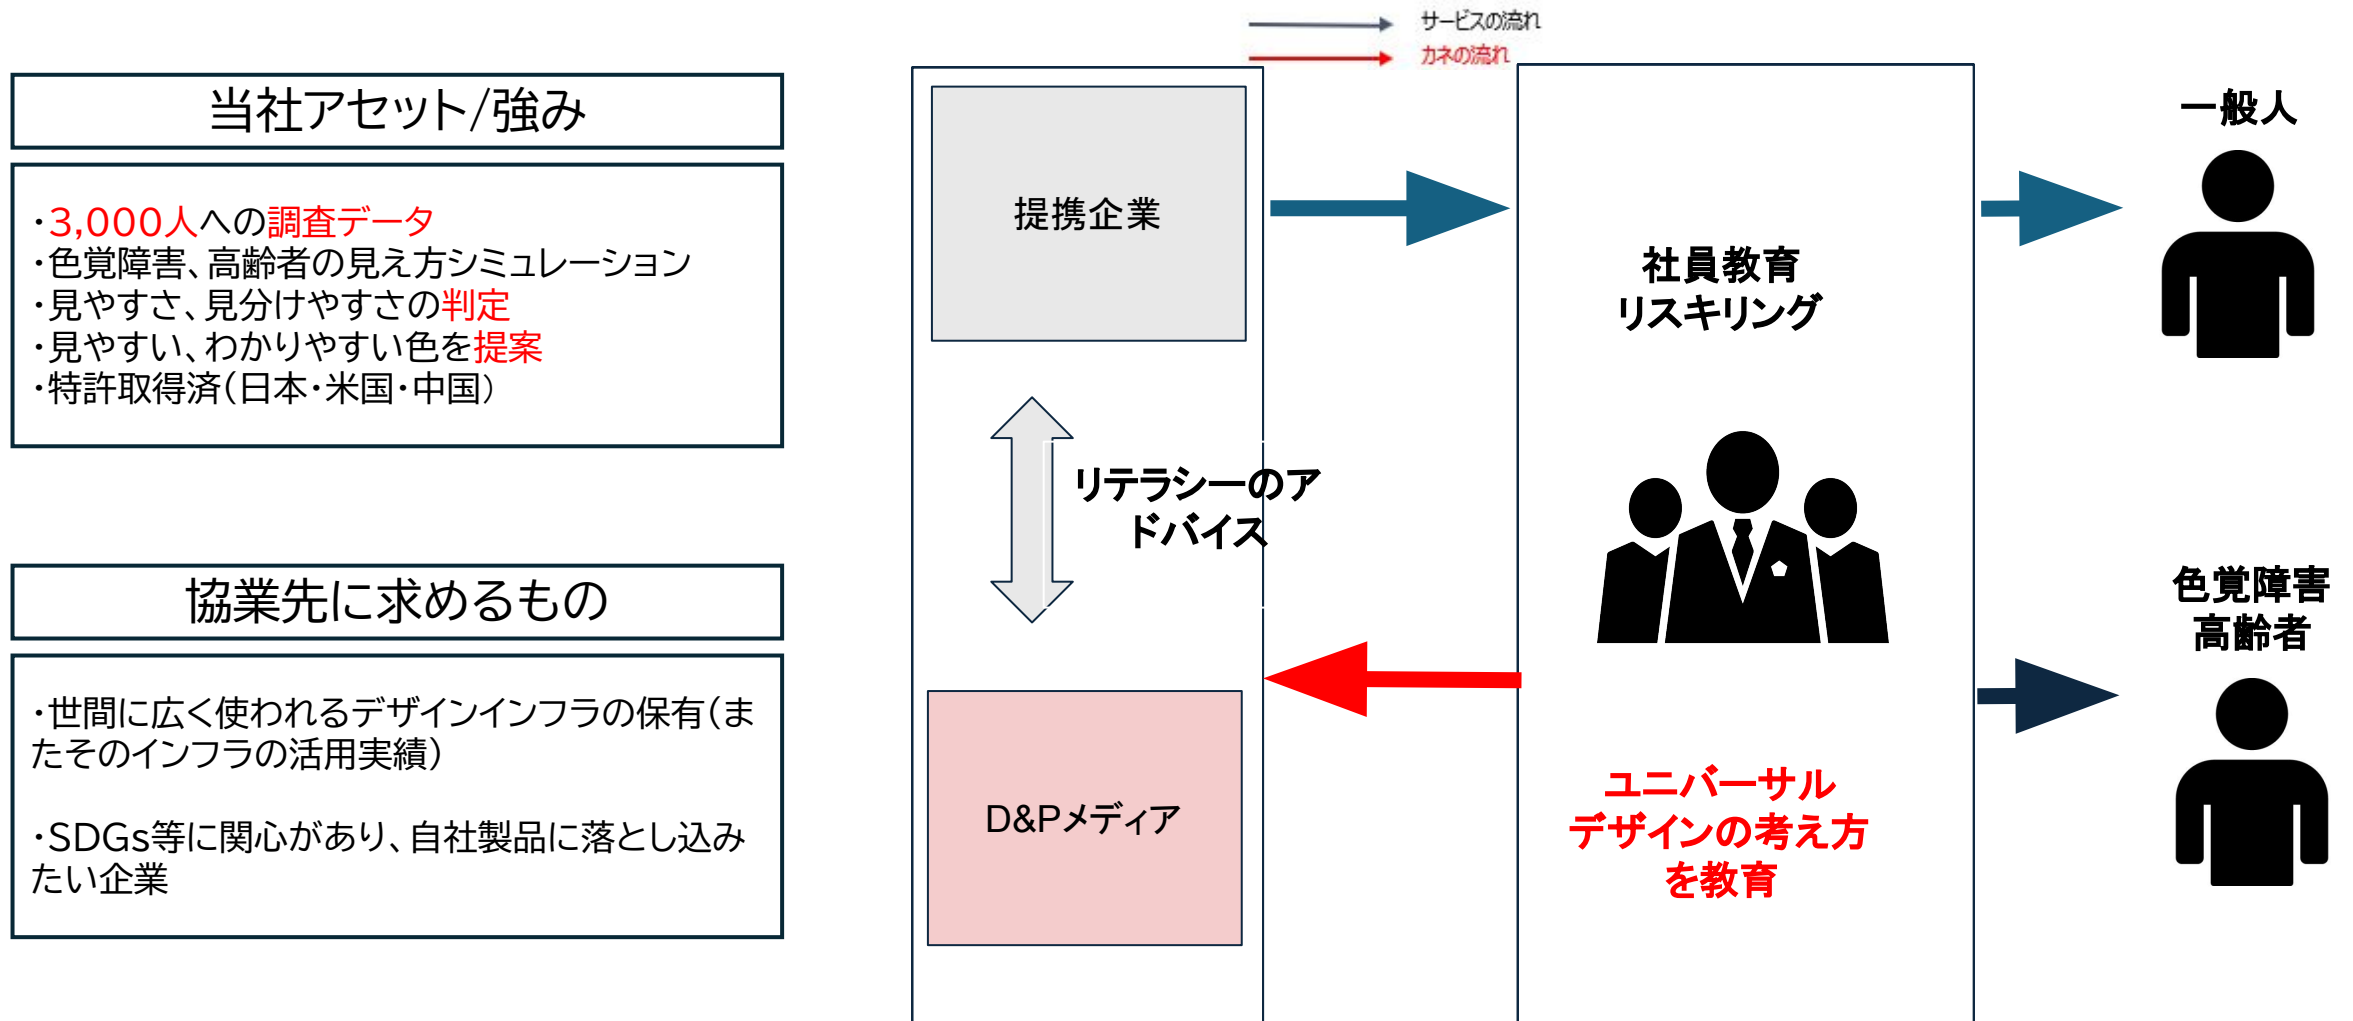 サービスの流れ
カネの流れ
当社アセット/強み
・3,000人への調査データ
・色覚障害、高齢者の見え方シミュレーション
・見やすさ、見分けやすさの判定
・見やすい、わかりやすい色を提案
・特許取得済(日本・米国・中国)
協業先に求めるもの
・世間に広く使われるデザインインフラの保有(ま
たそのインフラの活用実績)
・SDGs等に関心があり、自社製品に落とし込み
たい企業
提携企業
リテラシーのア
ドバイス
D&Pメディア
社員教育
リスキリング
ユニバーサル
デザインの考え方
を教育
一般人
色覚障害
高齢者